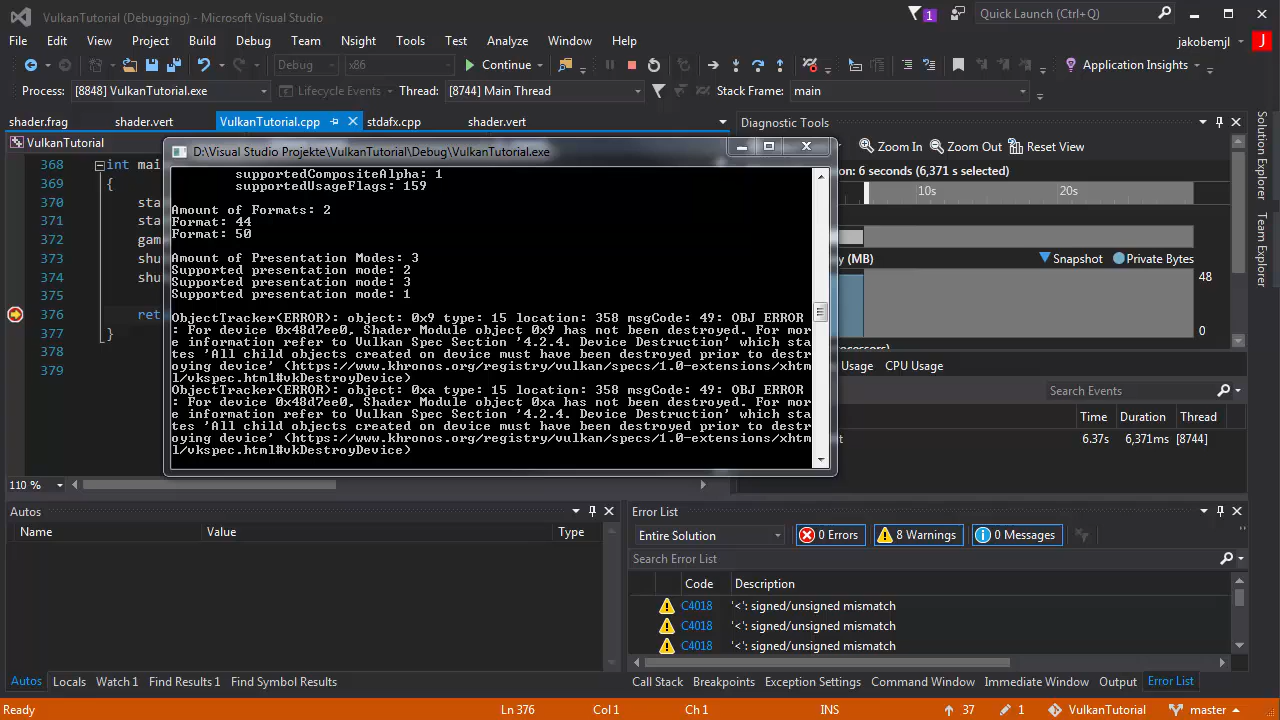 VulkanTutorial (Debugging) - Microsoft Visual Studio
1
Quick Launch (Ctrl+Q)
File Edit View Project Build Debug Team Nsight Tools Test Analyze Window Help
jakobemjl J
Debug x86 Continue Application Insights
Process: [8848] VulkanTutorial.exe Lifecycle Events Thread: [8744] Main Thread Stack Frame: main
shader.frag shader.vert VulkanTutorial.cpp stdafx.cpp shader.vert
VulkanTutorial
368 int mai
369 {
370 sta
371 sta
372 gam
373 shu
374 shu
375
376 ret
377 }
378
379
110 %
D:\Visual Studio Projekte\VulkanTutorial\Debug\VulkanTutorial.exe
supportedCompositeAlpha: 1
supportedUsageFlags: 159
Amount of Formats: 2
Format: 44
Format: 50
Amount of Presentation Modes: 3
Supported presentation mode: 2
Supported presentation mode: 3
Supported presentation mode: 1
ObjectTracker(ERROR): object: 0x9 type: 15 location: 358 msgCode: 49: OBJ ERROR
: For device 0x48d7ee0, Shader Module object 0x9 has not been destroyed. For mor
e information refer to Vulkan Spec Section '4.2.4. Device Destruction' which sta
tes 'All child objects created on device must have been destroyed prior to destr
oying device' (https://www.khronos.org/registry/vulkan/specs/1.0-extensions/xhtm
l/vkspec.html#vkDestroyDevice)
ObjectTracker(ERROR): object: 0xa type: 15 location: 358 msgCode: 49: OBJ ERROR
: For device 0x48d7ee0, Shader Module object 0xa has not been destroyed. For mor
e information refer to Vulkan Spec Section '4.2.4. Device Destruction' which sta
tes 'All child objects created on device must have been destroyed prior to destr
oying device' (https://www.khronos.org/registry/vulkan/specs/1.0-extensions/xhtm
l/vkspec.html#vkDestroyDevice)
Diagnostic Tools
Zoom In Zoom Out Reset View
on: 6 seconds (6,371 s selected)
10s 20s
y (MB) Snapshot Private Bytes
48
0
Usage CPU Usage
Search Events
Time Duration Thread
t 6.37s 6,371ms [8744]
Solution Explorer
Team Explorer
Autos
Name Value Type
Autos Locals Watch 1 Find Results 1 Find Symbol Results
Error List
Entire Solution 0 Errors 8 Warnings 0 Messages
Search Error List
Code Description
C4018 '<': signed/unsigned mismatch
C4018 '<': signed/unsigned mismatch
C4018 '<': signed/unsigned mismatch
Call Stack Breakpoints Exception Settings Command Window Immediate Window Output Error List
Ready Ln 376 Col 1 Ch 1 INS 37 1 VulkanTutorial master